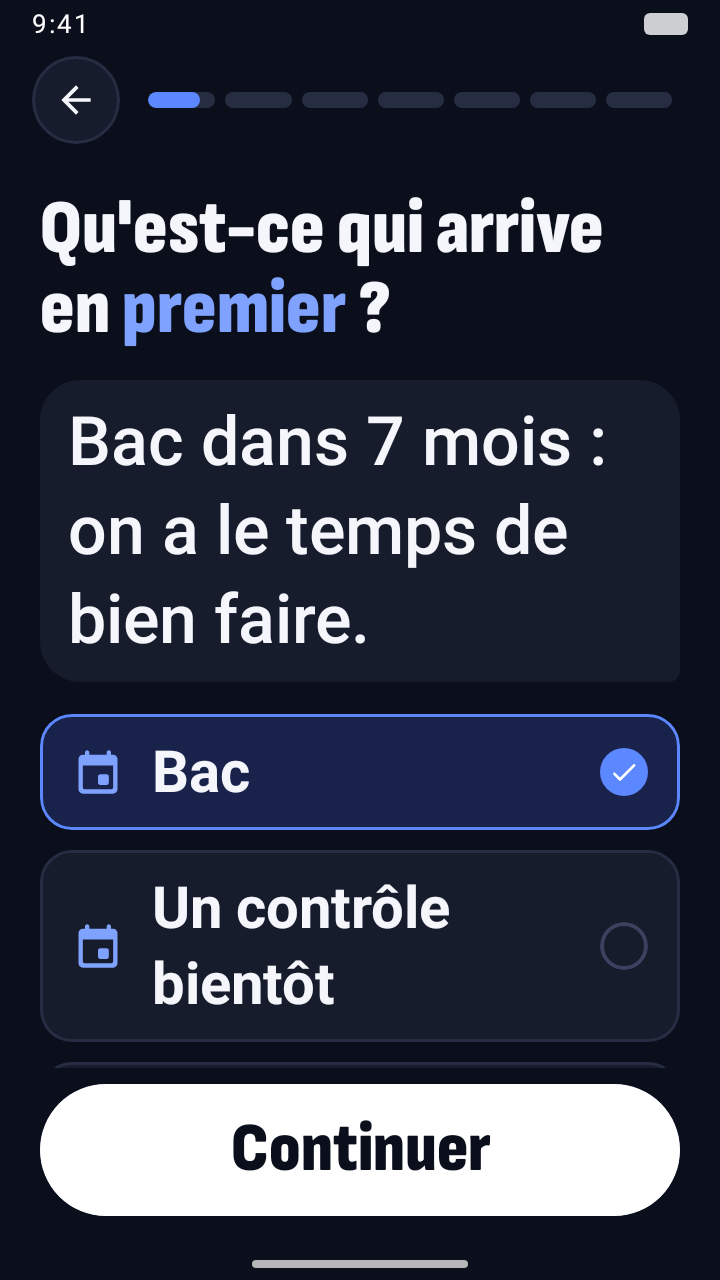 9:41
Qu'est-ce qui arrive
en premier ?
Bac dans 7 mois :
on a le temps de
bien faire.
Bac
Un contrôle
bientôt
Continuer